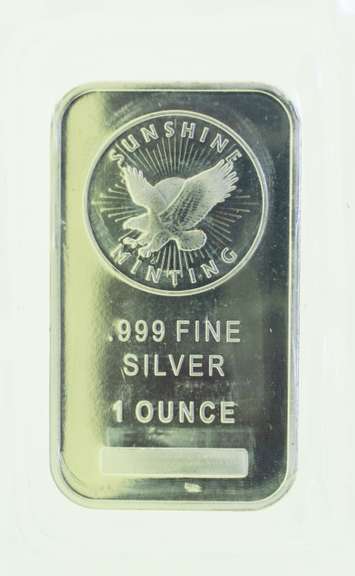 SUNSHINE
MINTING
.999 FINE
SILVER
1 OUNCE